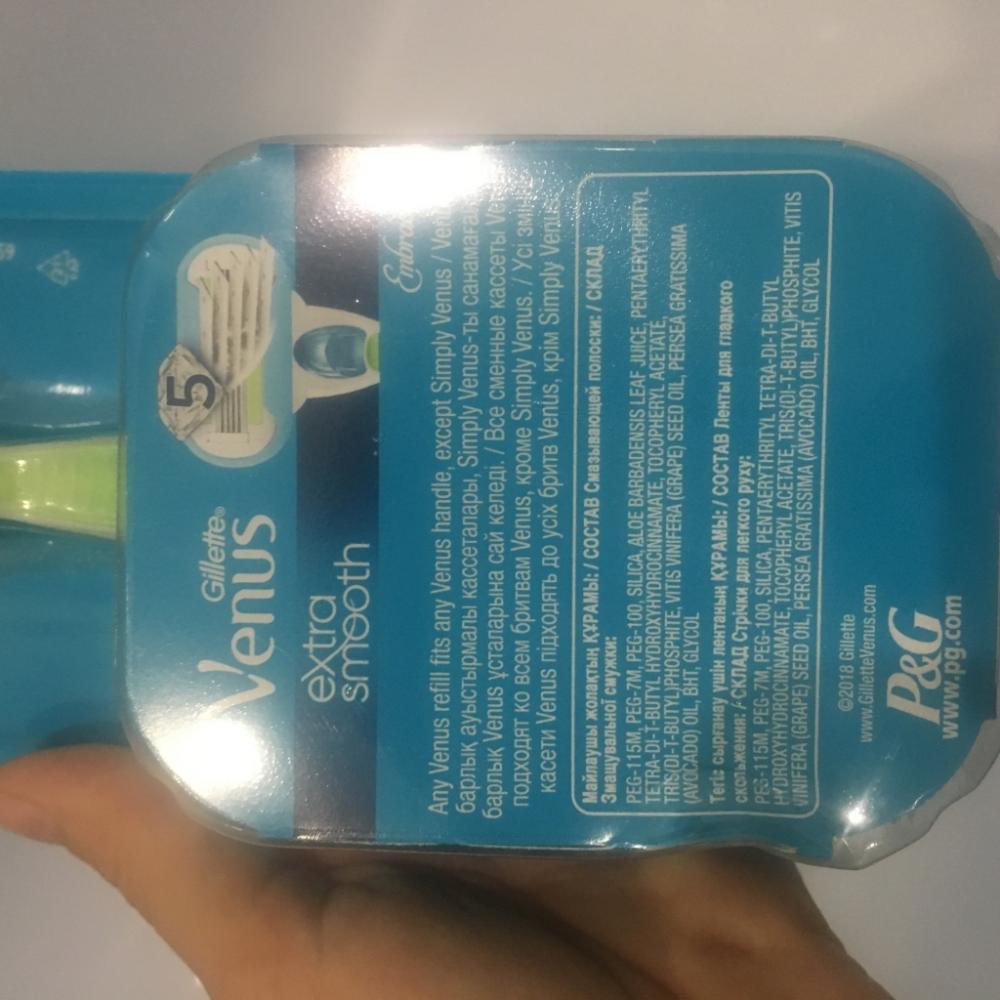 5
Gillette®
Venus
extra
smooth
Any Venus refill fits any Venus handle, except Simply Venus / Venus
барлық ауыстырмалы кассеталары, Simply Venus-ты санамағанда
барлық Venus ұсталарына сай келеді. / Все сменные кассеты Venus
подходят ко всем бритвам Venus, кроме Simply Venus. / Усі змінні
касети Venus підходять до усіх бритв Venus, крім Simply Venus.
Майлаушы жолақтың ҚҰРАМЫ: / СОСТАВ Смазывающей полоски: / СКЛАД
Змащувальної смужки:
PEG-115M, PEG-7M, PEG-100, SILICA, ALOE BARBADENSIS LEAF JUICE, PENTAERYTHRITYL
TETRA-DI-T-BUTYL HYDROXYHYDROCINNAMATE, TOCOPHERYL ACETATE,
TRIS(DI-T-BUTYL)PHOSPHITE, VITIS VINIFERA (GRAPE) SEED OIL, PERSEA GRATISSIMA
(AVOCADO) OIL, BHT, GLYCOL
Тегіс сырғанау үшін лентаның ҚҰРАМЫ: / СОСТАВ Ленты для гладкого
скольжения: / СКЛАД Стрічки для легкого руху:
PEG-115M, PEG-7M, PEG-100, SILICA, PENTAERYTHRITYL TETRA-DI-T-BUTYL
HYDROXYHYDROCINNAMATE, TOCOPHERYL ACETATE, TRIS(DI-T-BUTYL)PHOSPHITE, VITIS
VINIFERA (GRAPE) SEED OIL, PERSEA GRATISSIMA (AVOCADO) OIL, BHT, GLYCOL
©2018 Gillette
www.GilletteVenus.com
P&G
www.pg.com